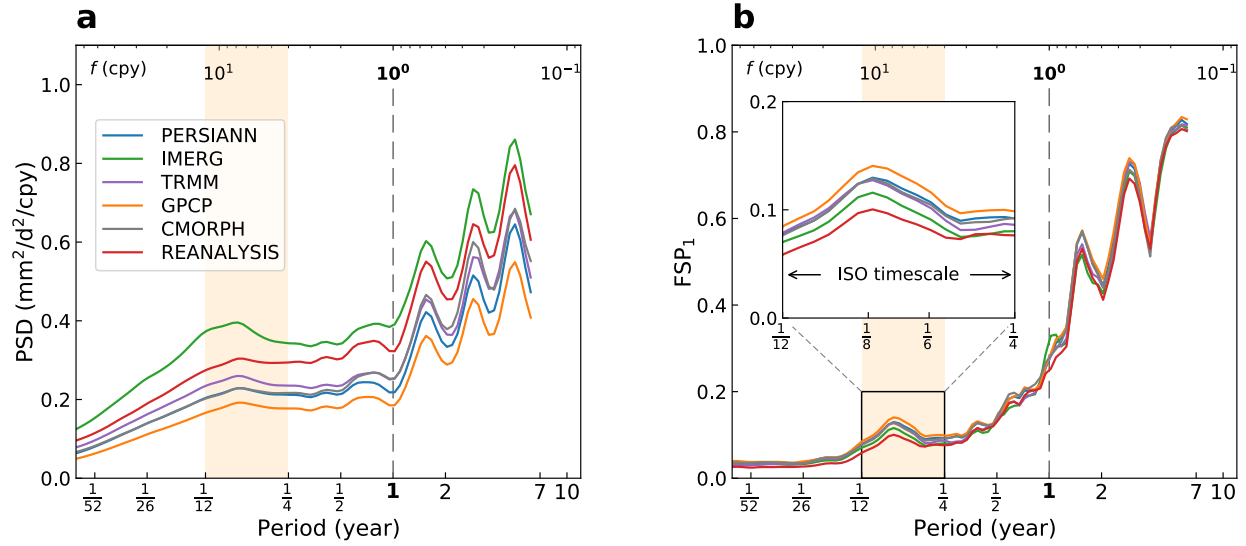 a
f (cpy) 10¹ 10⁰ 10⁻¹
1.0
0.8
0.6
0.4
0.2
0.0
PSD (mm²/d²/cpy)
PERSIANN
IMERG
TRMM
GPCP
CMORPH
REANALYSIS
1/52 1/26 1/12 1/4 1/2 1 2 7 10
Period (year)
b
f (cpy) 10¹ 10⁰ 10⁻¹
1.0
0.8
0.6
0.4
0.2
0.0
FSP₁
0.2
0.1
0.0
ISO timescale
1/12 1/8 1/6 1/4
1/52 1/26 1/12 1/4 1/2 1 2 7 10
Period (year)